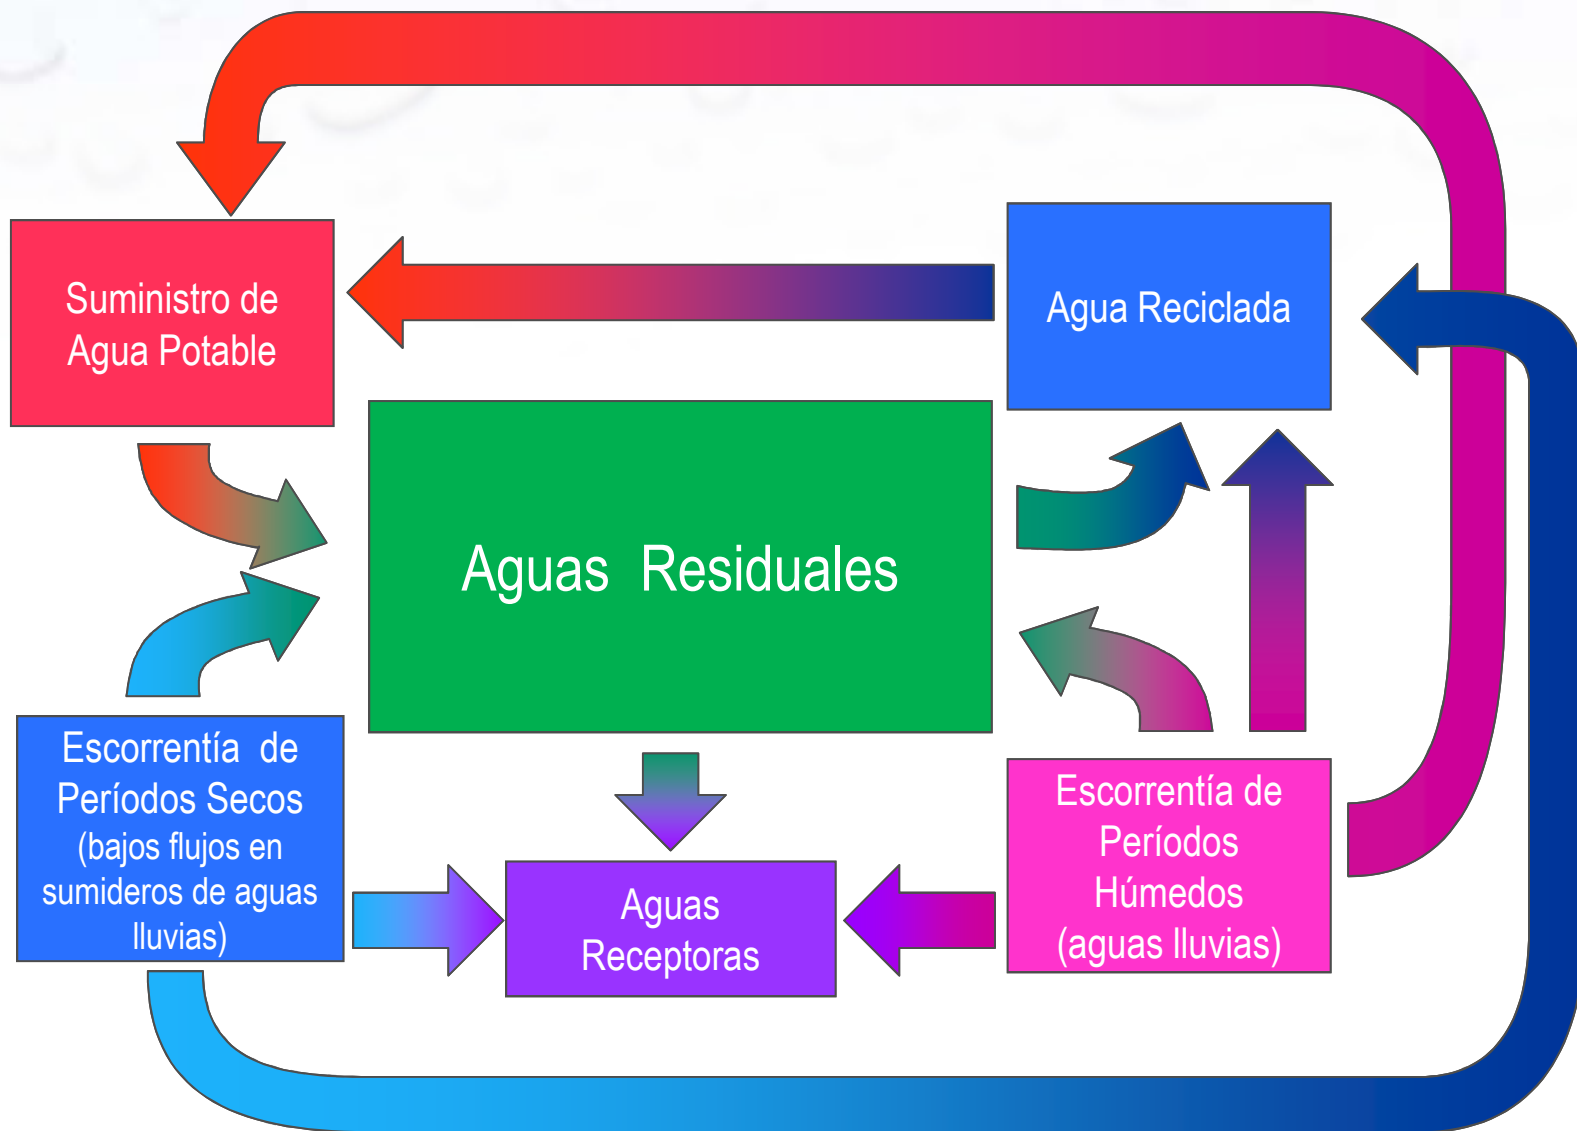 Suministro de
Agua Potable
Agua Reciclada
Aguas Residuales
Escorrentía de
Períodos Secos
(bajos flujos en
sumideros de aguas
lluvias)
Aguas
Receptoras
Escorrentía de
Períodos
Húmedos
(aguas lluvias)